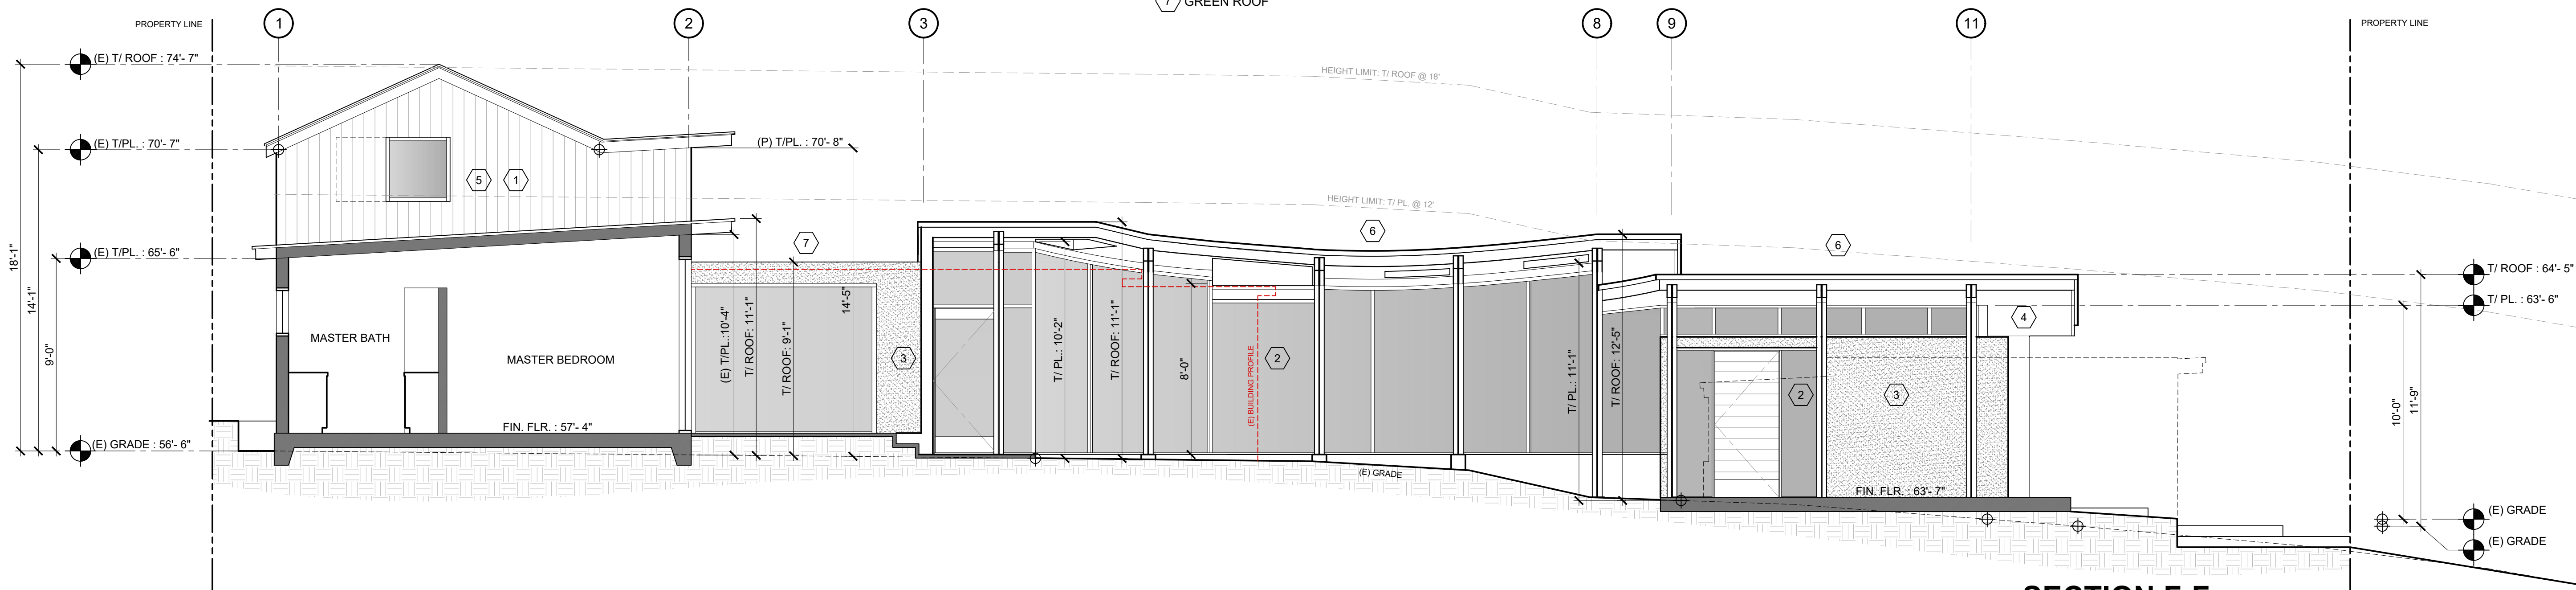 7 GREEN ROOF
PROPERTY LINE
1
2
3
8
9
11
PROPERTY LINE
(E) T/ ROOF : 74'- 7"
HEIGHT LIMIT: T/ ROOF @ 18'
(E) T/PL. : 70'- 7"
(P) T/PL. : 70'- 8"
5
1
HEIGHT LIMIT: T/ PL. @ 12'
6
7
6
18'-1"
14'-1"
9'-0"
(E) T/PL. : 65'- 6"
T/ ROOF : 64'- 5"
T/ PL. : 63'- 6"
MASTER BATH
MASTER BEDROOM
(E) T/PL.: 10'-4"
T/ ROOF: 11'-1"
T/ ROOF: 9'-1"
14'-5"
3
T/ PL.: 10'-2"
T/ ROOF: 11'-1"
8'-0"
(E) BUILDING PROFILE
2
T/ PL.: 11'-1"
T/ ROOF: 12'-5"
4
2
3
10'-0"
11'-9"
FIN. FLR. : 57'- 4"
(E) GRADE : 56'- 6"
(E) GRADE
FIN. FLR. : 63'- 7"
(E) GRADE
(E) GRADE